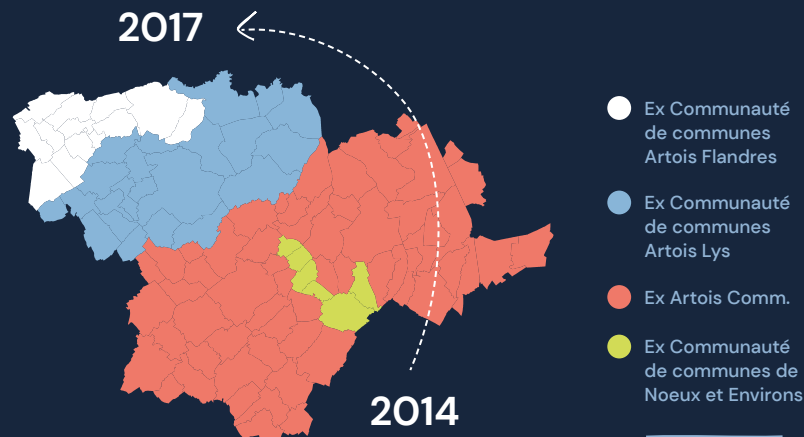 2017
Ex Communauté
de communes
Artois Flandres
Ex Communauté
de communes
Artois Lys
Ex Artois Comm.
Ex Communauté
de communes de
Noeux et Environs
2014